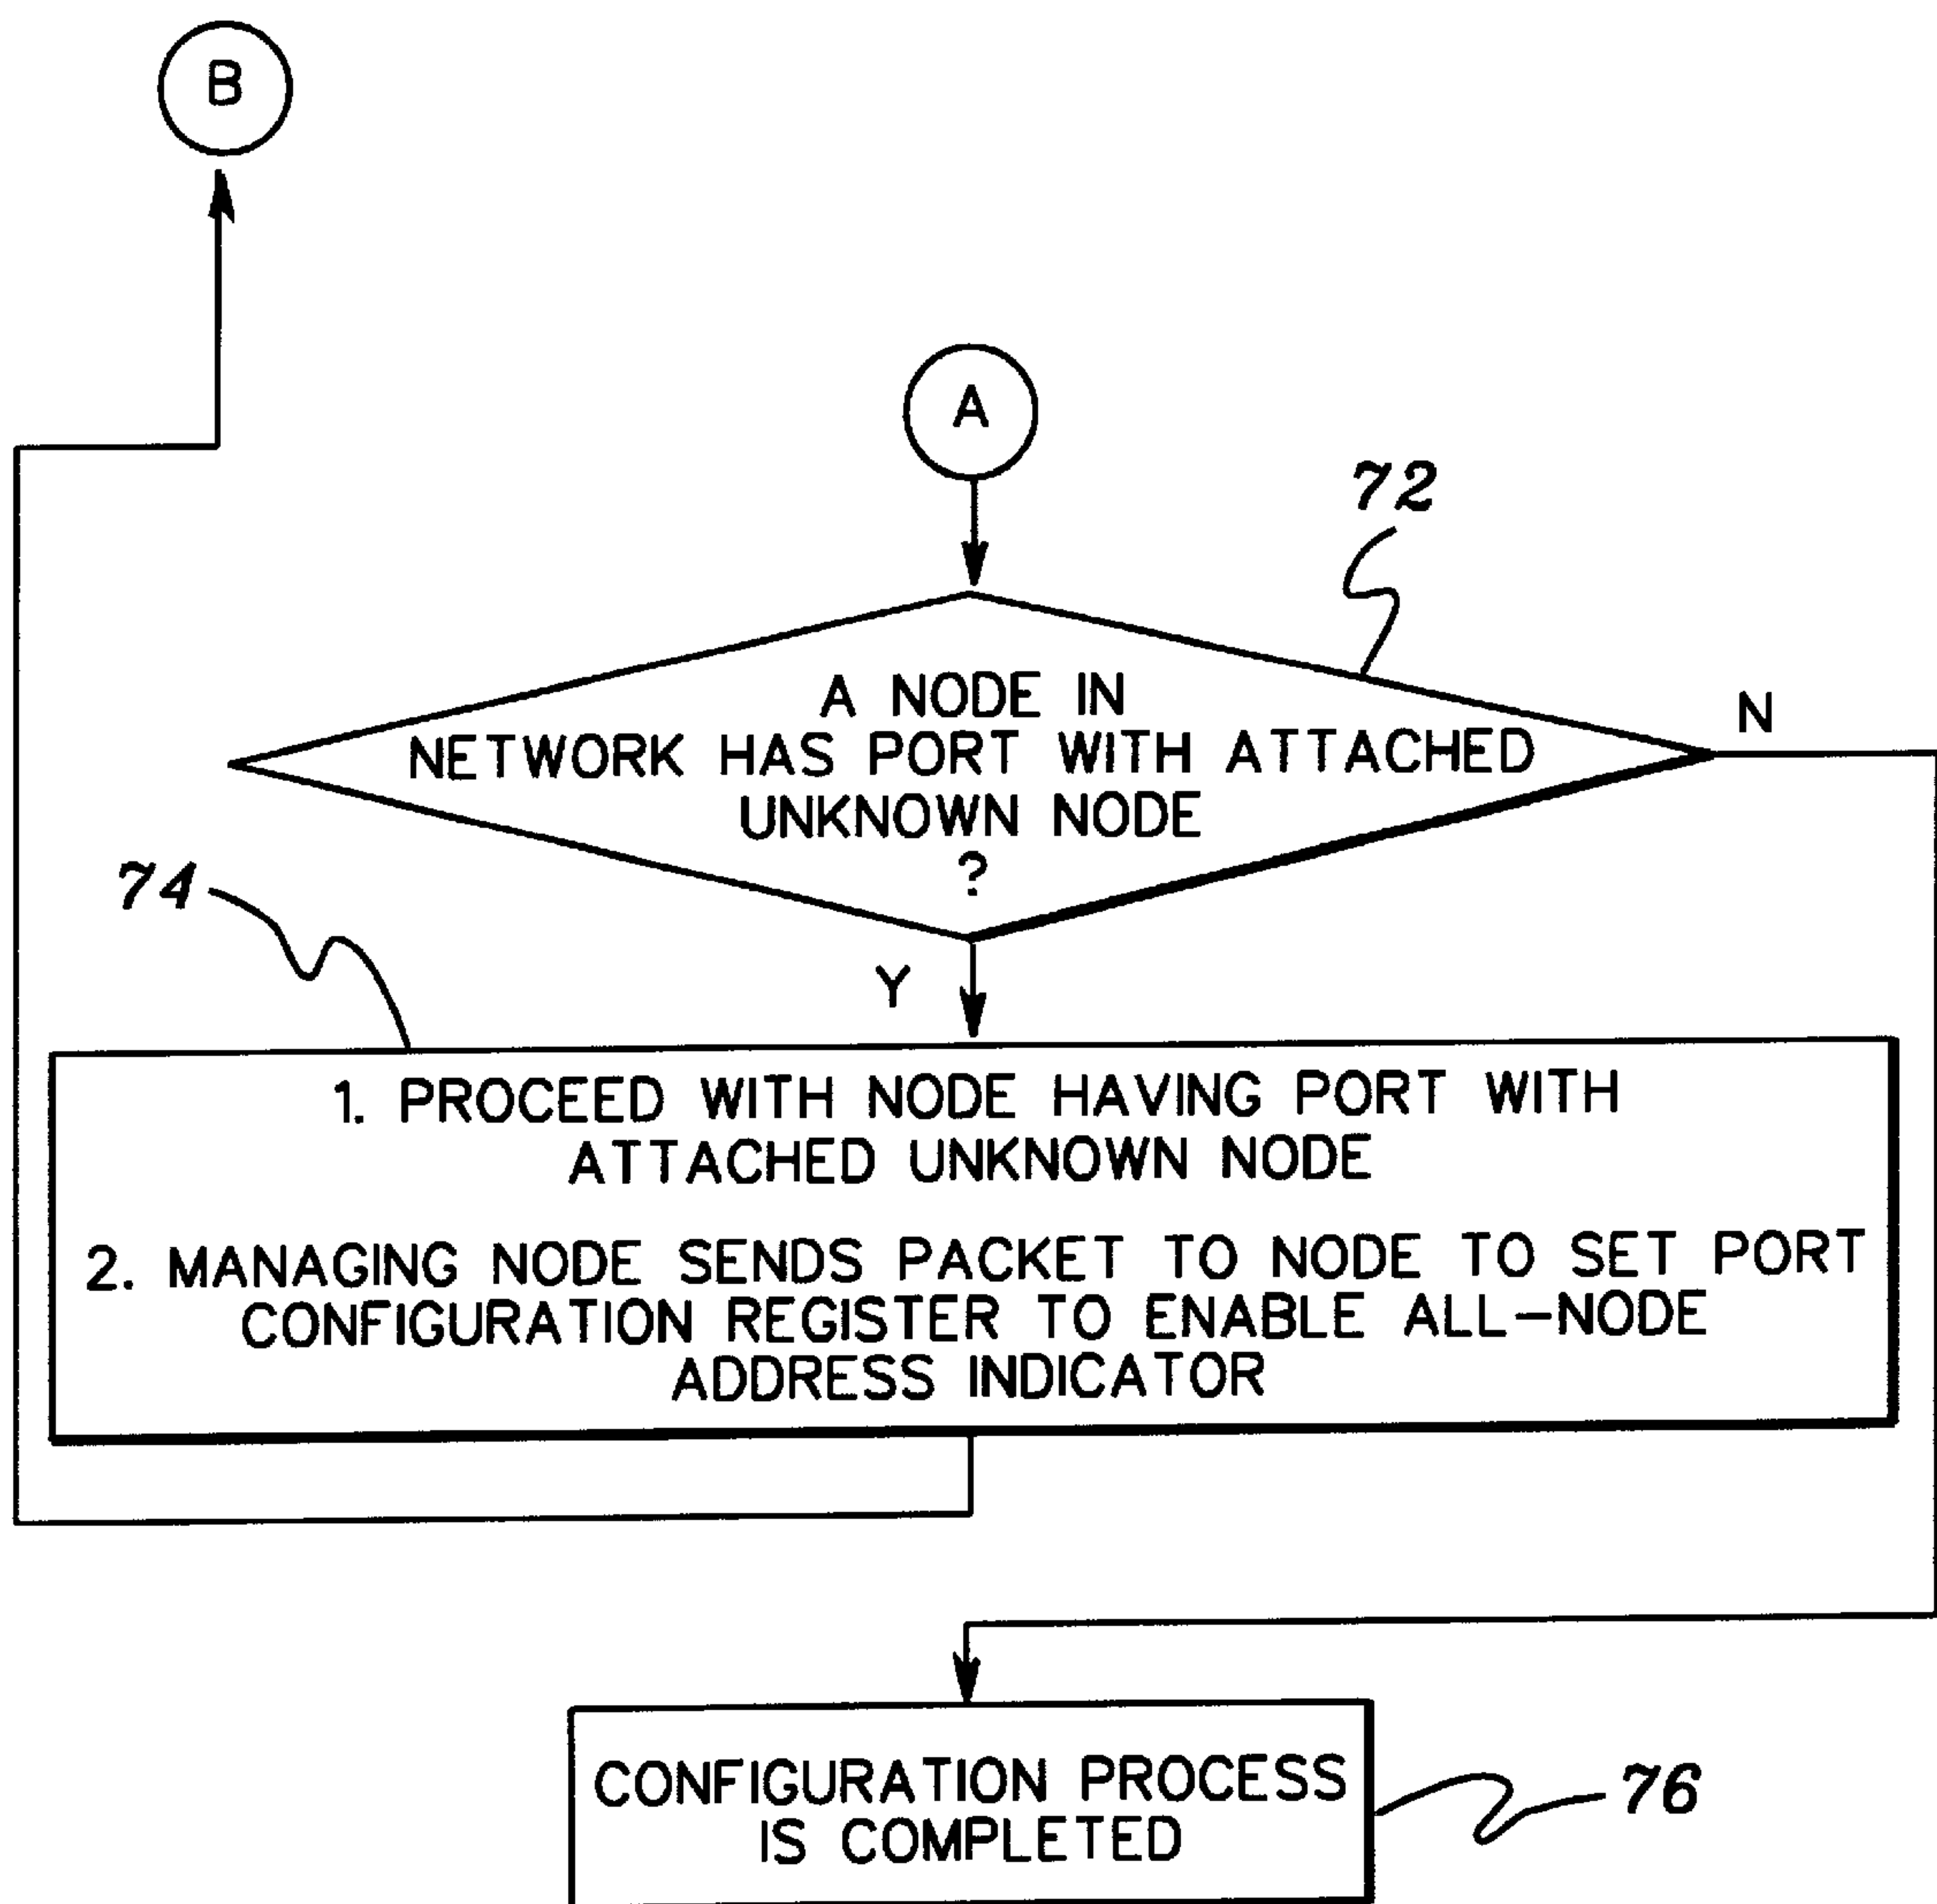 B
A
72
A NODE IN
NETWORK HAS PORT WITH ATTACHED
UNKNOWN NODE
?
N
74
Y
1. PROCEED WITH NODE HAVING PORT WITH
ATTACHED UNKNOWN NODE
2. MANAGING NODE SENDS PACKET TO NODE TO SET PORT
CONFIGURATION REGISTER TO ENABLE ALL-NODE
ADDRESS INDICATOR
CONFIGURATION PROCESS
IS COMPLETED
76